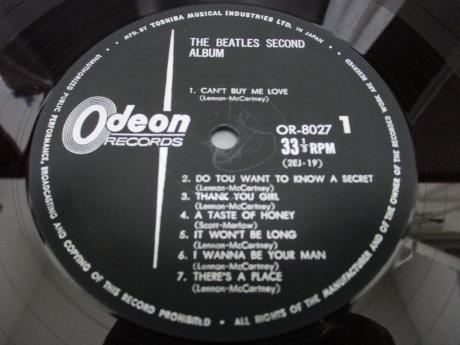 MFG. BY TOSHIBA MUSICAL INDUSTRIES LTD. IN JAPAN.
THE BEATLES SECOND
ALBUM
1. CAN'T BUY ME LOVE
(Lennon-McCartney)
Odeon
RECORDS
OR-8027 1
33 1/3 RPM
(2EJ-19)
2. DO TOU WANT TO KNOW A SECRET
(Lennon-McCartney)
3. THANK YOU GIRL
(Lennon-McCartney)
4. A TASTE OF HONEY
(Scott-Marlow)
5. IT WON'T BE LONG
(Lennon-McCartney)
6. I WANNA BE YOUR MAN
(Lennon-McCartney)
7. THERE'S A PLACE
(Lennon-McCartney)
UNAUTHORIZED PUBLIC PERFORMANCE, BROADCASTING AND COPYING OF THIS RECORD PROHIBITED • ALL RIGHTS OF THE MANUFACTURER AND OF THE OWNER OF THE RECORDED WORK ARE RESERVED.